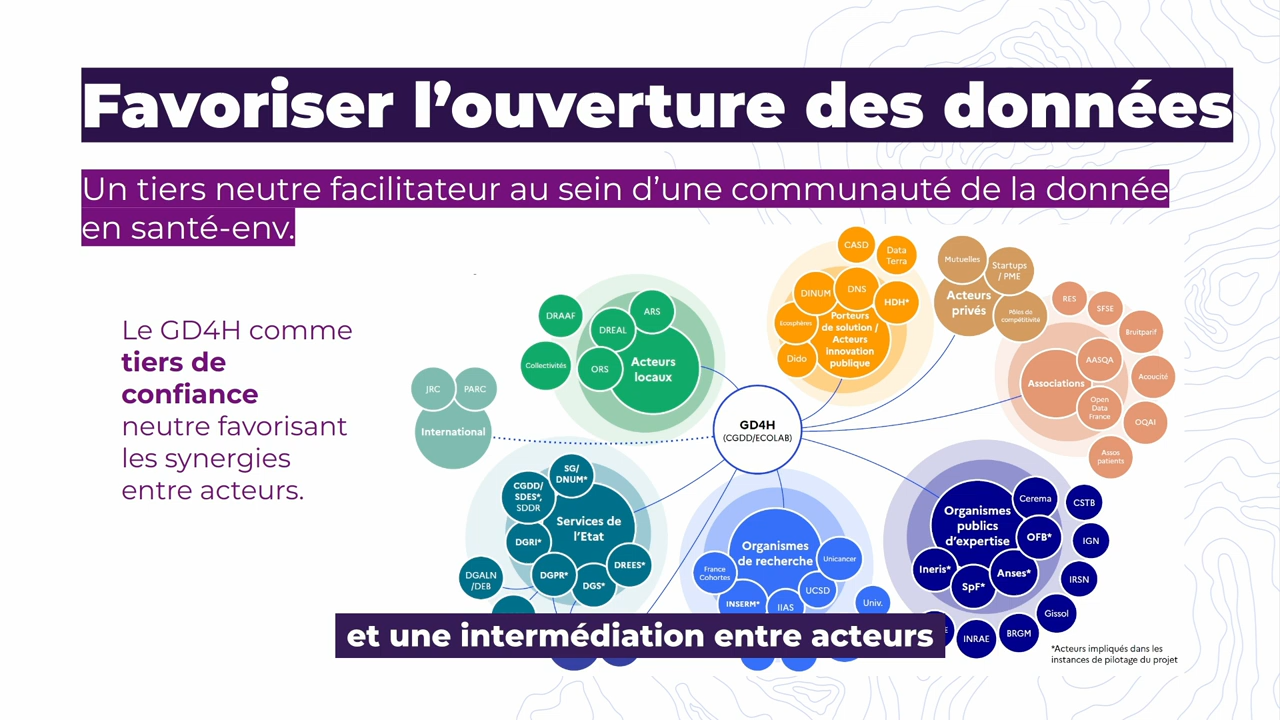 Favoriser l'ouverture des données
Un tiers neutre facilitateur au sein d'une communauté de la donnée
en santé-env.
Le GD4H comme
tiers de
confiance
neutre favorisant
les synergies
entre acteurs.
JRC
PARC
International
DRAAF
Collectivités
DREAL
ARS
ORS
Acteurs
locaux
CASD
Data
Terra
DINUM
DNS
HDH*
Ecosphères
Dido
Porteurs
de solution /
Acteurs
innovation
publique
Mutuelles
Startups
/ PME
Acteurs
privés
Pôles de
compétitivité
RES
SFSE
Bruitparif
AASQA
Acoucité
Associations
Open
Data
France
OQAI
Assos
patients
GD4H
(CGDD/ECOLAB)
SG/
DNUM*
CGDD/
SDES*,
SDDR
Services de
l'Etat
DGRI*
DGPR*
DGS*
DREES*
DGALN
/DEB
Organismes
de recherche
France
Cohortes
Unicancer
UCSD
INSERM*
IIAS
Univ.
Organismes
publics
d'expertise
Cerema
OFB*
Ineris*
SpF*
Anses*
CSTB
IGN
IRSN
Gissol
BRGM
INRAE
et une intermédiation entre acteurs
*Acteurs impliqués dans les
instances de pilotage du projet